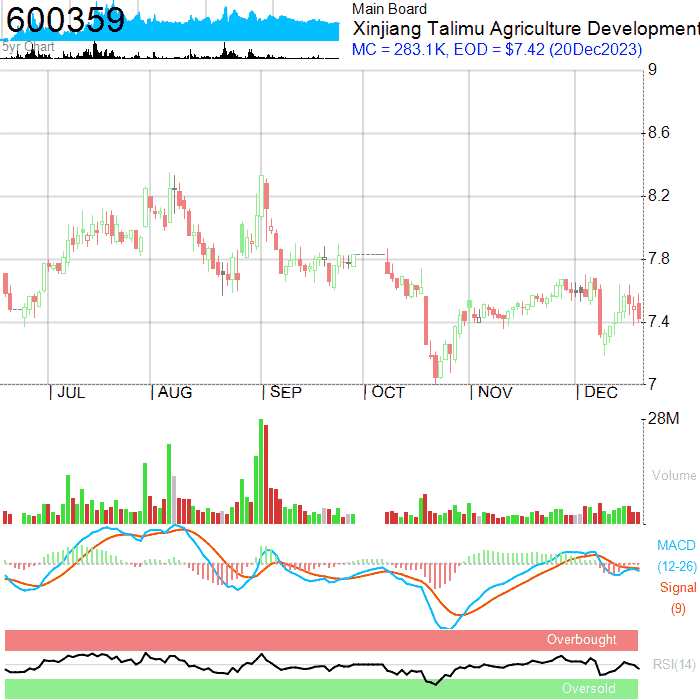 600359
5yr Chart
Main Board
Xinjiang Talimu Agriculture Development
MC = 283.1K, EOD = $7.42 (20Dec2023)
9
8.6
8.2
7.8
7.4
7
JUL
AUG
SEP
OCT
NOV
DEC
28M
Volume
MACD
(12-26)
Signal
(9)
Overbought
RSI(14)
Oversold